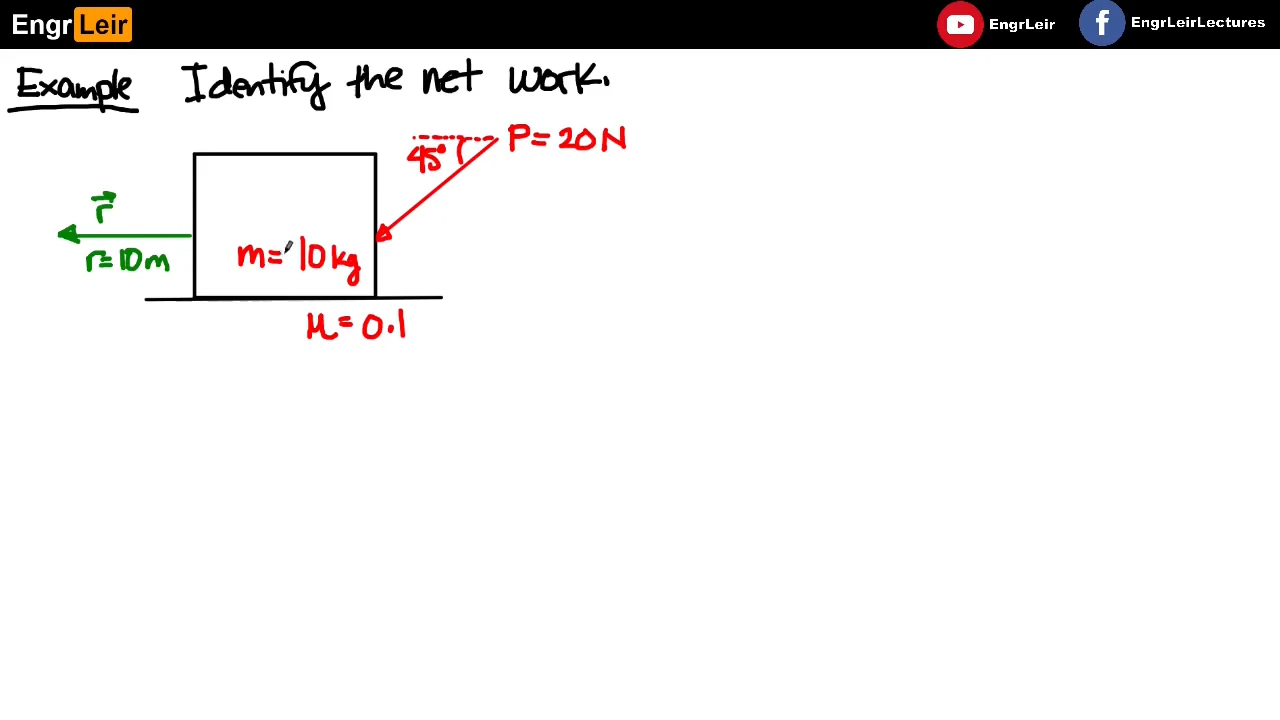 EngrLeir
EngrLeir
EngrLeirLectures
Example Identify the net work.
P = 20N
45°
r
r=10m
m= 10kg
μ = 0.1